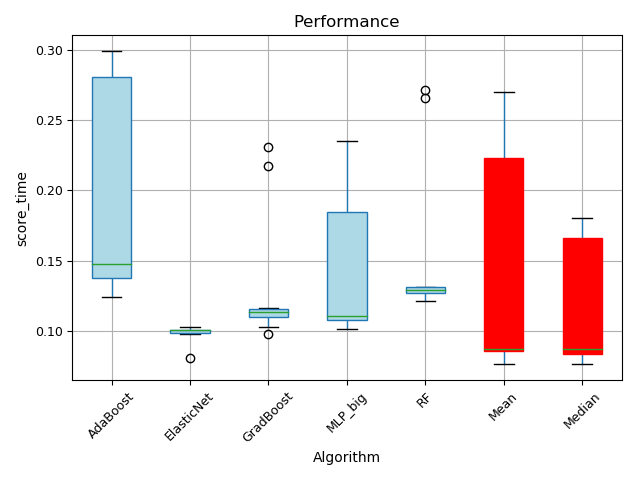 Performance
score_time
0.30
0.25
0.20
0.15
0.10
AdaBoost
ElasticNet
GradBoost
MLP_big
RF
Mean
Median
Algorithm